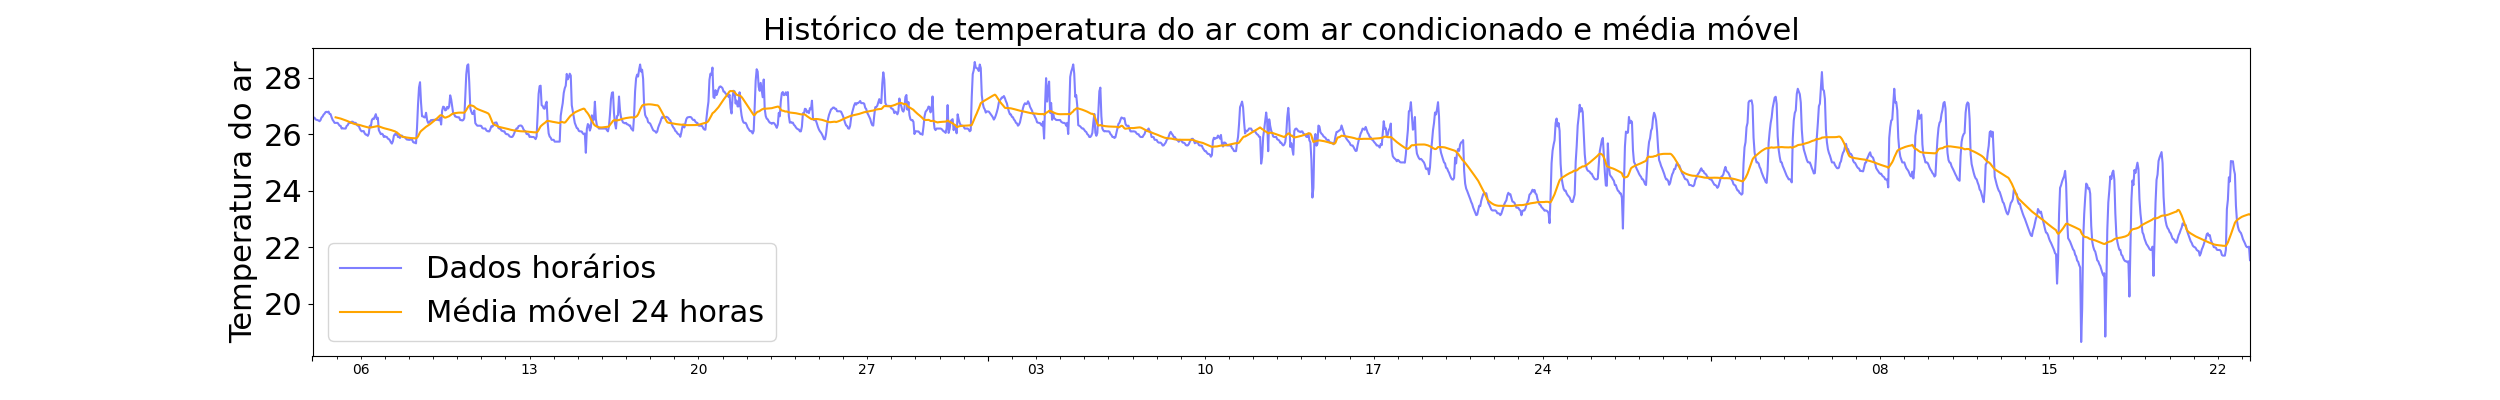 Histórico de temperatura do ar com ar condicionado e média móvel
Temperatura do ar
28
26
24
22
20
Dados horários
Média móvel 24 horas
06 13 20 27 03 10 17 24 08 15 22